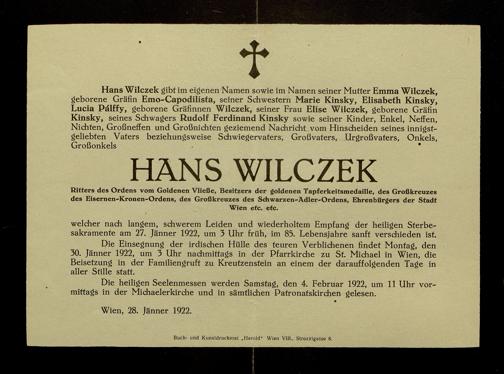 Hans Wilczek gibt im eigenen Namen sowie im Namen seiner Mutter Emma Wilczek,
geborene Gräfin Emo-Capodilista, seiner Schwestern Marie Kinsky, Elisabeth Kinsky,
Lucia Pálffy, geborene Gräfinnen Wilczek, seiner Frau Elise Wilczek, geborene Gräfin
Kinsky, seines Schwagers Rudolf Ferdinand Kinsky sowie seiner Kinder, Enkel, Neffen,
Nichten, Großneffen und Großnichten geziemend Nachricht vom Hinscheiden seines innigst-
geliebten Vaters beziehungsweise Schwiegervaters, Großvaters, Urgroßvaters, Onkels,
Großonkels
HANS WILCZEK
Ritters des Ordens vom Goldenen Vließe, Besitzers der goldenen Tapferkeitsmedaille, des Großkreuzes
des Eisernen-Kronen-Ordens, des Großkreuzes des Schwarzen-Adler-Ordens, Ehrenbürgers der Stadt
Wien etc. etc.
welcher nach langem, schwerem Leiden und wiederholtem Empfang der heiligen Sterbe-
sakramente am 27. Jänner 1922, um 3 Uhr früh, im 85. Lebensjahre sanft verschieden ist.
Die Einsegnung der irdischen Hülle des teuren Verblichenen findet Montag, den
30. Jänner 1922, um 3 Uhr nachmittags in der Pfarrkirche zu St. Michael in Wien, die
Beisetzung in der Familiengruft zu Kreutzenstein an einem der darauffolgenden Tage in
aller Stille statt.
Die heiligen Seelenmessen werden Samstag, den 4. Februar 1922, um 11 Uhr vor-
mittags in der Michaelerkirche und in sämtlichen Patronatskirchen gelesen.
Wien, 28. Jänner 1922.
Buch- und Kunstdruckerei „Herold" Wien VIII., Strozzigasse 8.